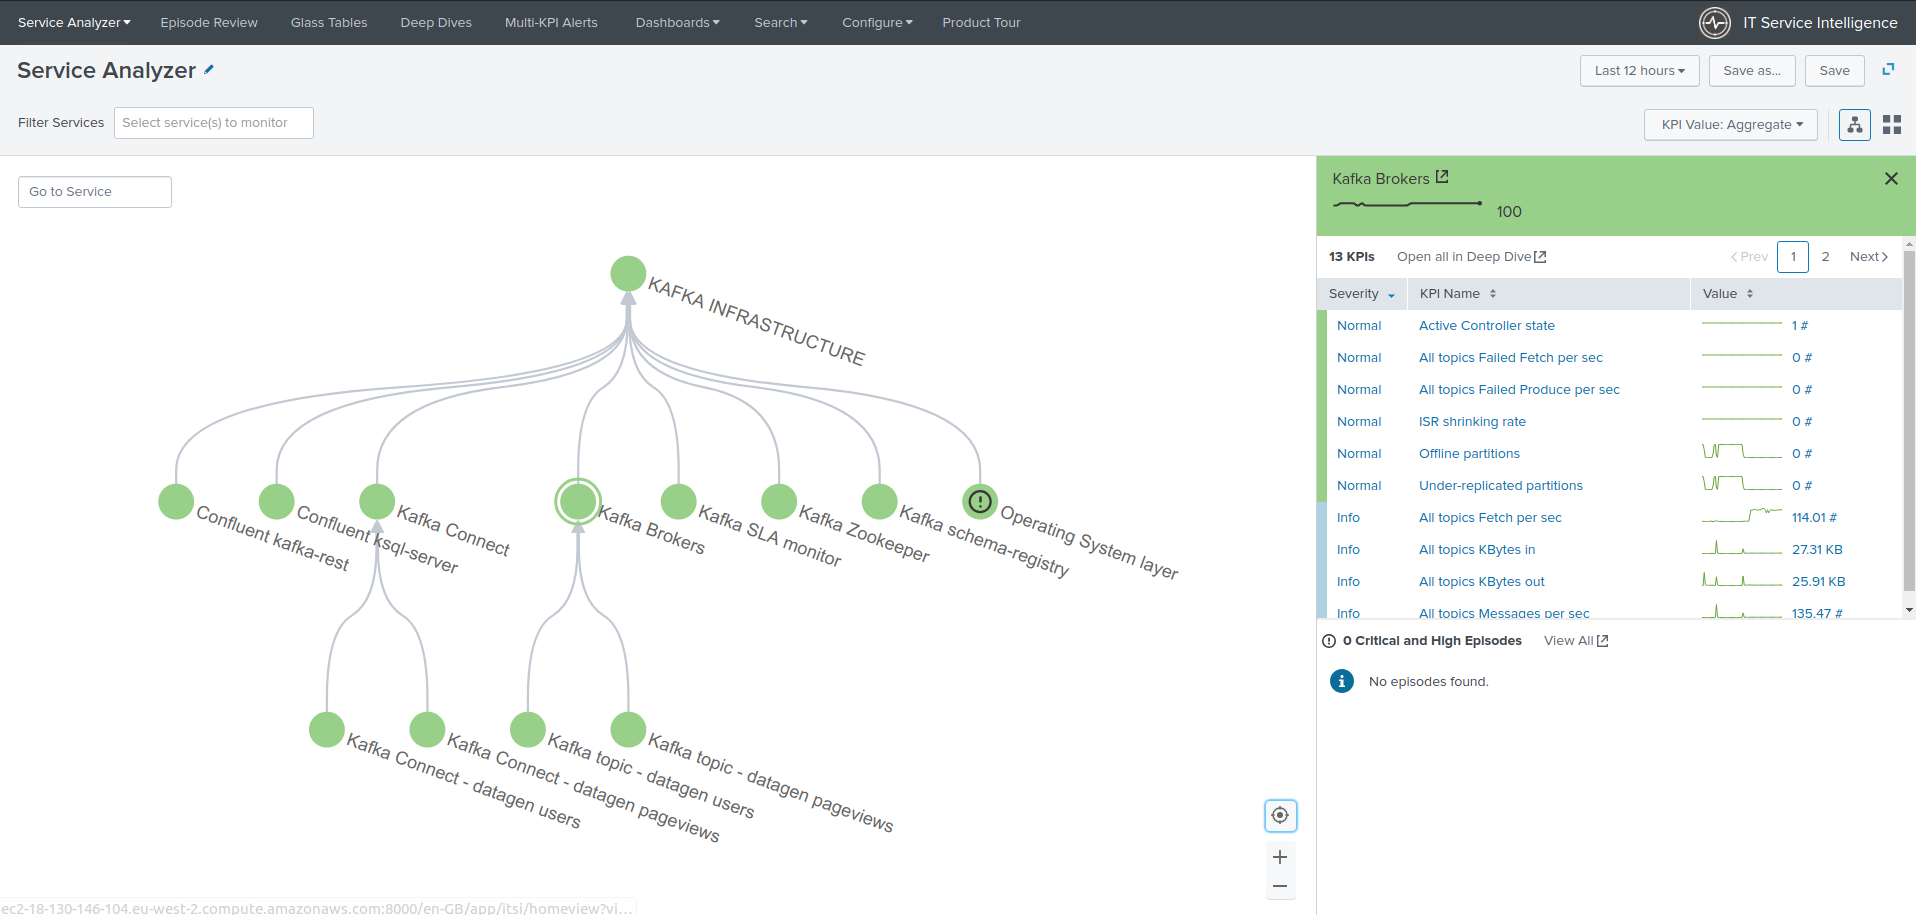 Service Analyzer Episode Review Glass Tables Deep Dives Multi-KPI Alerts Dashboards Search Configure Product Tour IT Service Intelligence
Service Analyzer Last 12 hours Save as... Save
Filter Services Select service(s) to monitor KPI Value: Aggregate
Go to Service
KAFKA INFRASTRUCTURE
Confluent kafka-rest
Confluent ksql-server
Kafka Connect
Kafka Brokers
Kafka SLA monitor
Kafka Zookeeper
Kafka schema-registry
Operating System layer
Kafka Connect - datagen users
Kafka Connect - datagen pageviews
Kafka topic - datagen users
Kafka topic - datagen pageviews
Kafka Brokers
100
13 KPIs Open all in Deep Dive Prev 1 2 Next
Severity KPI Name Value
Normal Active Controller state 1 #
Normal All topics Failed Fetch per sec 0 #
Normal All topics Failed Produce per sec 0 #
Normal ISR shrinking rate 0 #
Normal Offline partitions 0 #
Normal Under-replicated partitions 0 #
Info All topics Fetch per sec 114.01 #
Info All topics KBytes in 27.31 KB
Info All topics KBytes out 25.91 KB
Info All topics Messages per sec 135.47 #
0 Critical and High Episodes View All
No episodes found.
ec2-18-130-146-104.eu-west-2.compute.amazonaws.com:8000/en-GB/app/itsi/homeview?vi...